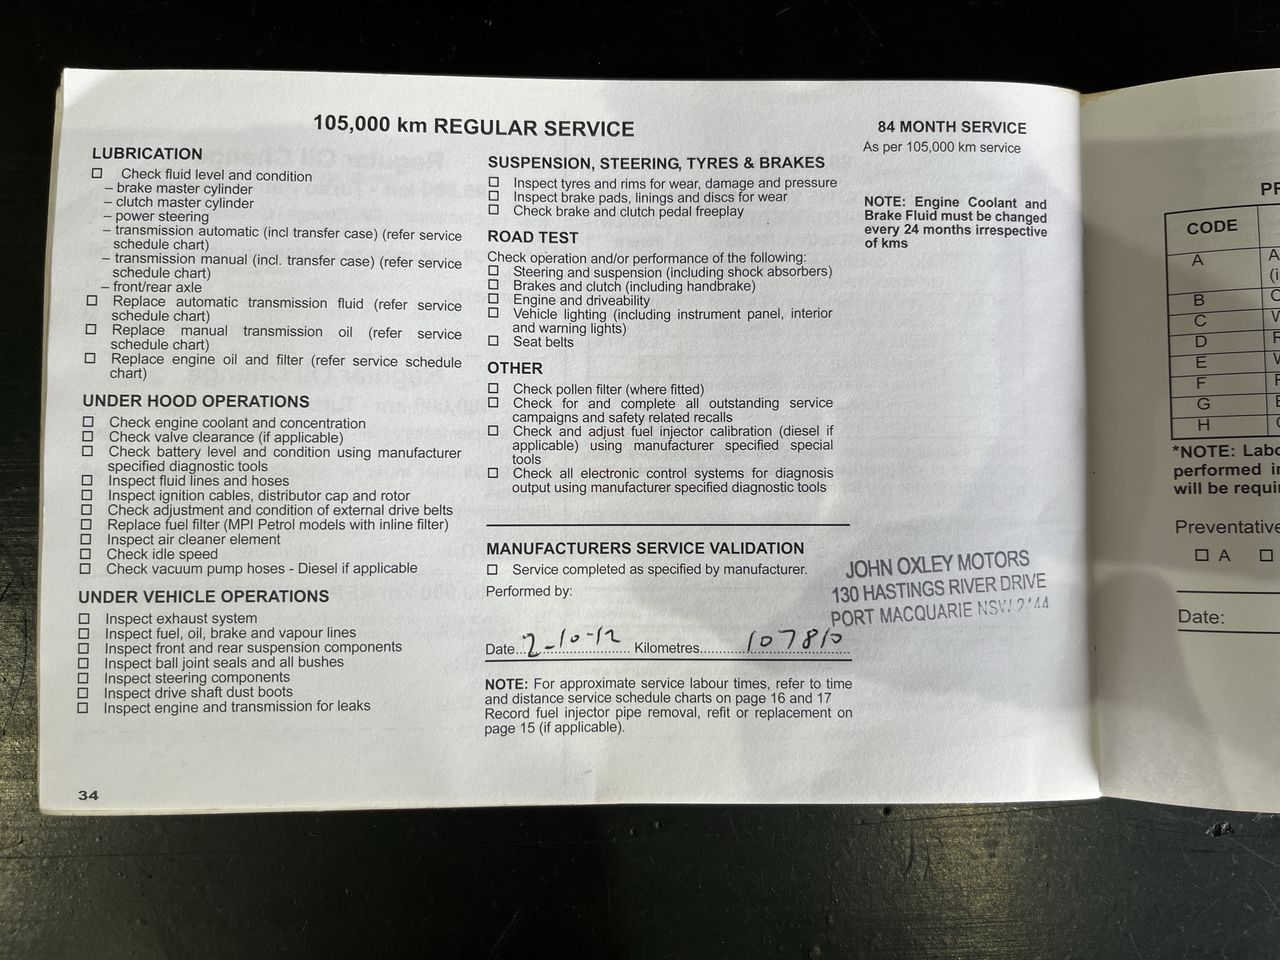 105,000 km REGULAR SERVICE
LUBRICATION
Check fluid level and condition
– brake master cylinder
– clutch master cylinder
– power steering
– transmission automatic (incl transfer case) (refer service
schedule chart)
– transmission manual (incl. transfer case) (refer service
schedule chart)
– front/rear axle
Replace automatic transmission fluid (refer service
schedule chart)
Replace manual transmission oil (refer service
schedule chart)
Replace engine oil and filter (refer service schedule
chart)
UNDER HOOD OPERATIONS
Check engine coolant and concentration
Check valve clearance (if applicable)
Check battery level and condition using manufacturer
specified diagnostic tools
Inspect fluid lines and hoses
Inspect ignition cables, distributor cap and rotor
Check adjustment and condition of external drive belts
Replace fuel filter (MPI Petrol models with inline filter)
Inspect air cleaner element
Check idle speed
Check vacuum pump hoses - Diesel if applicable
UNDER VEHICLE OPERATIONS
Inspect exhaust system
Inspect fuel, oil, brake and vapour lines
Inspect front and rear suspension components
Inspect ball joint seals and all bushes
Inspect steering components
Inspect drive shaft dust boots
Inspect engine and transmission for leaks
34
SUSPENSION, STEERING, TYRES & BRAKES
Inspect tyres and rims for wear, damage and pressure
Inspect brake pads, linings and discs for wear
Check brake and clutch pedal freeplay
ROAD TEST
Check operation and/or performance of the following:
Steering and suspension (including shock absorbers)
Brakes and clutch (including handbrake)
Engine and driveability
Vehicle lighting (including instrument panel, interior
and warning lights)
Seat belts
OTHER
Check pollen filter (where fitted)
Check for and complete all outstanding service
campaigns and safety related recalls
Check and adjust fuel injector calibration (diesel if
applicable) using manufacturer specified special
tools
Check all electronic control systems for diagnosis
output using manufacturer specified diagnostic tools
MANUFACTURERS SERVICE VALIDATION
Service completed as specified by manufacturer.
Performed by:
Date..2-10-12.......... Kilometres..........107810
NOTE: For approximate service labour times, refer to time
and distance service schedule charts on page 16 and 17
Record fuel injector pipe removal, refit or replacement on
page 15 (if applicable).
84 MONTH SERVICE
As per 105,000 km service
NOTE: Engine Coolant and
Brake Fluid must be changed
every 24 months irrespective
of kms
JOHN OXLEY MOTORS
130 HASTINGS RIVER DRIVE
PORT MACQUARIE NSW 2444
CODE
A
B
C
D
E
F
G
H
*NOTE:
performed
will be
Preventative
A
Date: